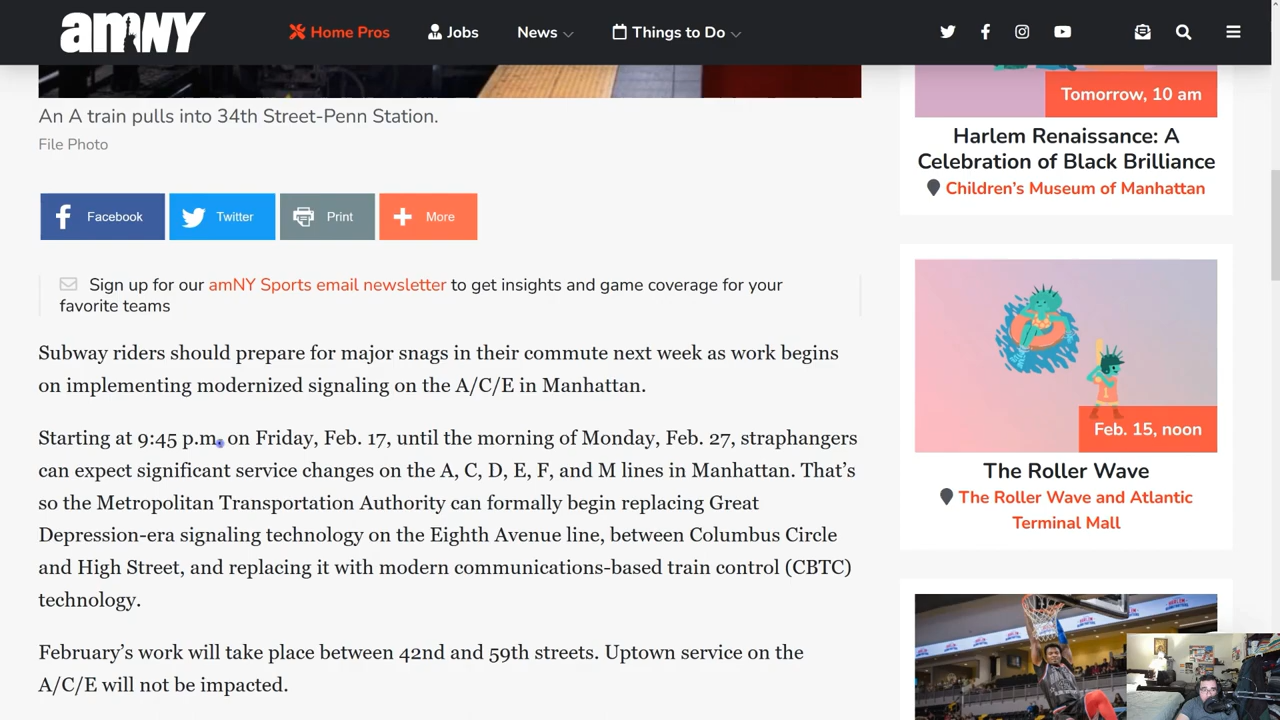 amNY
Home Pros
Jobs
News
Things to Do
An A train pulls into 34th Street-Penn Station.
File Photo
Facebook
Twitter
Print
More
Sign up for our amNY Sports email newsletter to get insights and game coverage for your
favorite teams
Subway riders should prepare for major snags in their commute next week as work begins
on implementing modernized signaling on the A/C/E in Manhattan.
Starting at 9:45 p.m. on Friday, Feb. 17, until the morning of Monday, Feb. 27, straphangers
can expect significant service changes on the A, C, D, E, F, and M lines in Manhattan. That’s
so the Metropolitan Transportation Authority can formally begin replacing Great
Depression-era signaling technology on the Eighth Avenue line, between Columbus Circle
and High Street, and replacing it with modern communications-based train control (CBTC)
technology.
February’s work will take place between 42nd and 59th streets. Uptown service on the
A/C/E will not be impacted.
Tomorrow, 10 am
Harlem Renaissance: A
Celebration of Black Brilliance
Children’s Museum of Manhattan
Feb. 15, noon
The Roller Wave
The Roller Wave and Atlantic
Terminal Mall